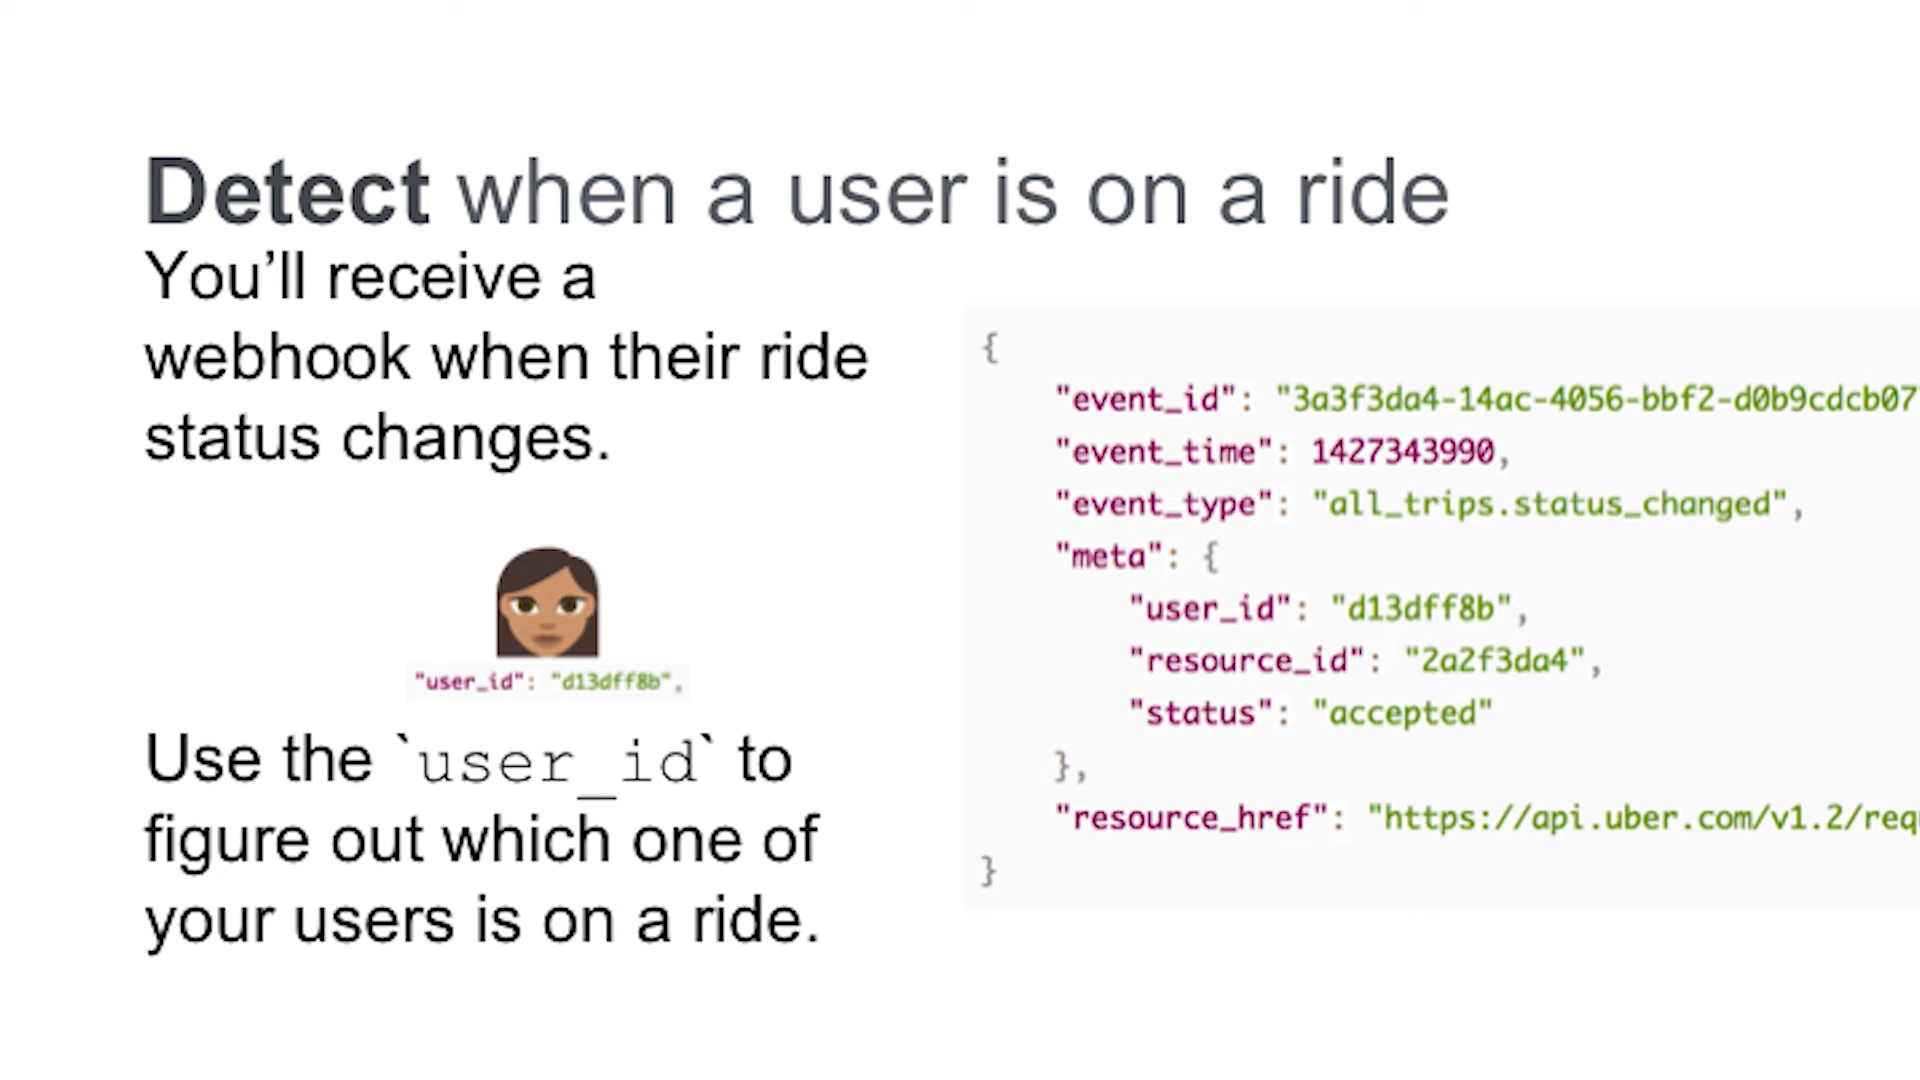 Detect when a user is on a ride
You’ll receive a
webhook when their ride
status changes.
"user_id": "d13dff8b",
Use the `user_id` to
figure out which one of
your users is on a ride.
{
"event_id": "3a3f3da4-14ac-4056-bbf2-d0b9cdcb07
"event_time": 1427343990,
"event_type": "all_trips.status_changed",
"meta": {
"user_id": "d13dff8b",
"resource_id": "2a2f3da4",
"status": "accepted"
},
"resource_href": "https://api.uber.com/v1.2/req
}